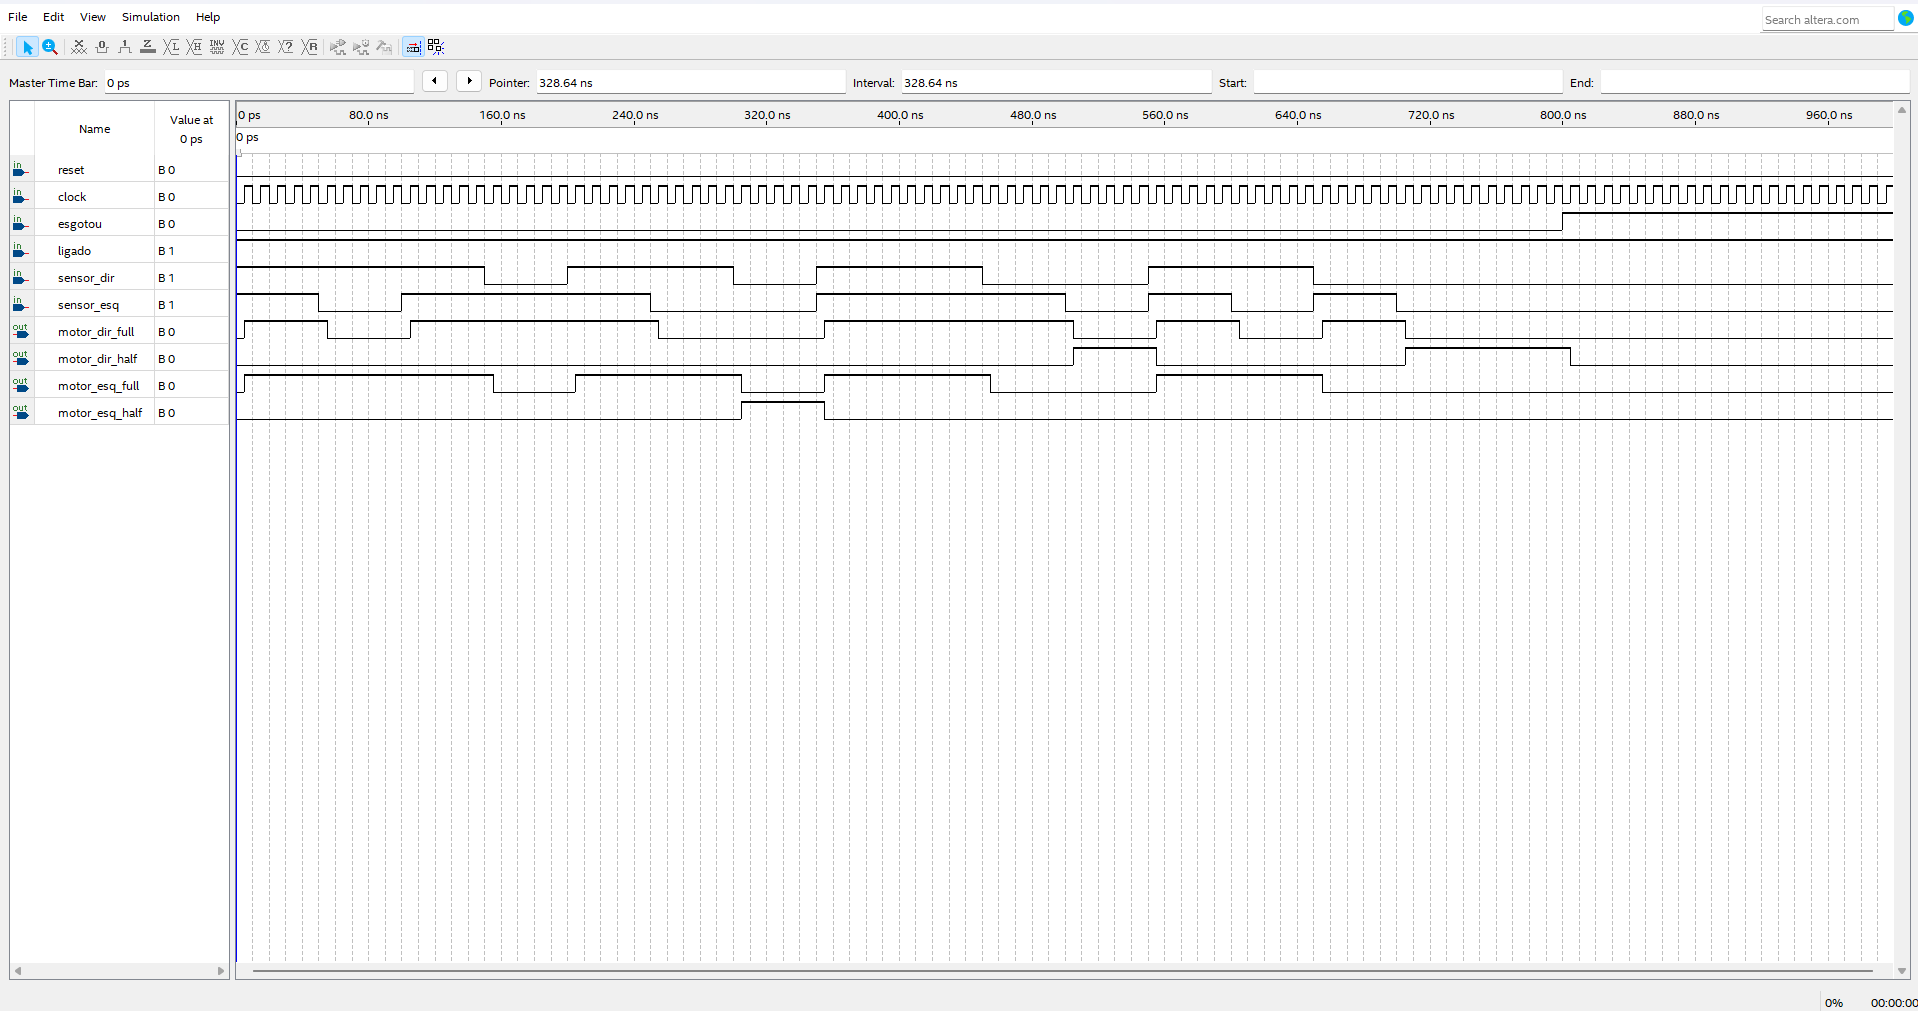 File Edit View Simulation Help
Search altera.com
Master Time Bar: 0 ps Pointer: 328.64 ns Interval: 328.64 ns Start: End:
Name Value at 0 ps
0 ps 80.0 ns 160.0 ns 240.0 ns 320.0 ns 400.0 ns 480.0 ns 560.0 ns 640.0 ns 720.0 ns 800.0 ns 880.0 ns 960.0 ns
0 ps
in reset B 0
in clock B 0
in esgotou B 0
in ligado B 1
in sensor_dir B 1
in sensor_esq B 1
out motor_dir_full B 0
out motor_dir_half B 0
out motor_esq_full B 0
out motor_esq_half B 0
0% 00:00:00